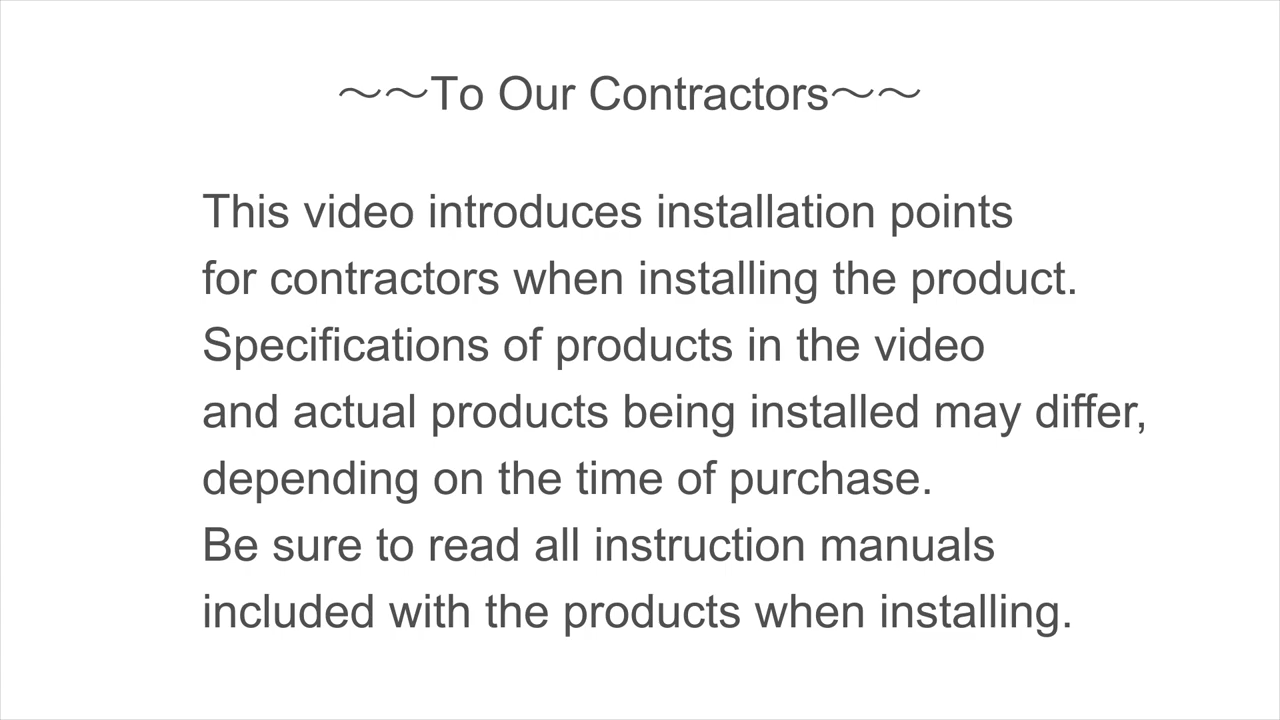 ～～To Our Contractors～～
This video introduces installation points
for contractors when installing the product.
Specifications of products in the video
and actual products being installed may differ,
depending on the time of purchase.
Be sure to read all instruction manuals
included with the products when installing.